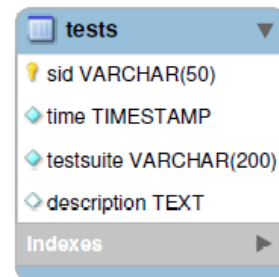 tests
sid VARCHAR(50)
time TIMESTAMP
testsuite VARCHAR(200)
description TEXT
Indexes